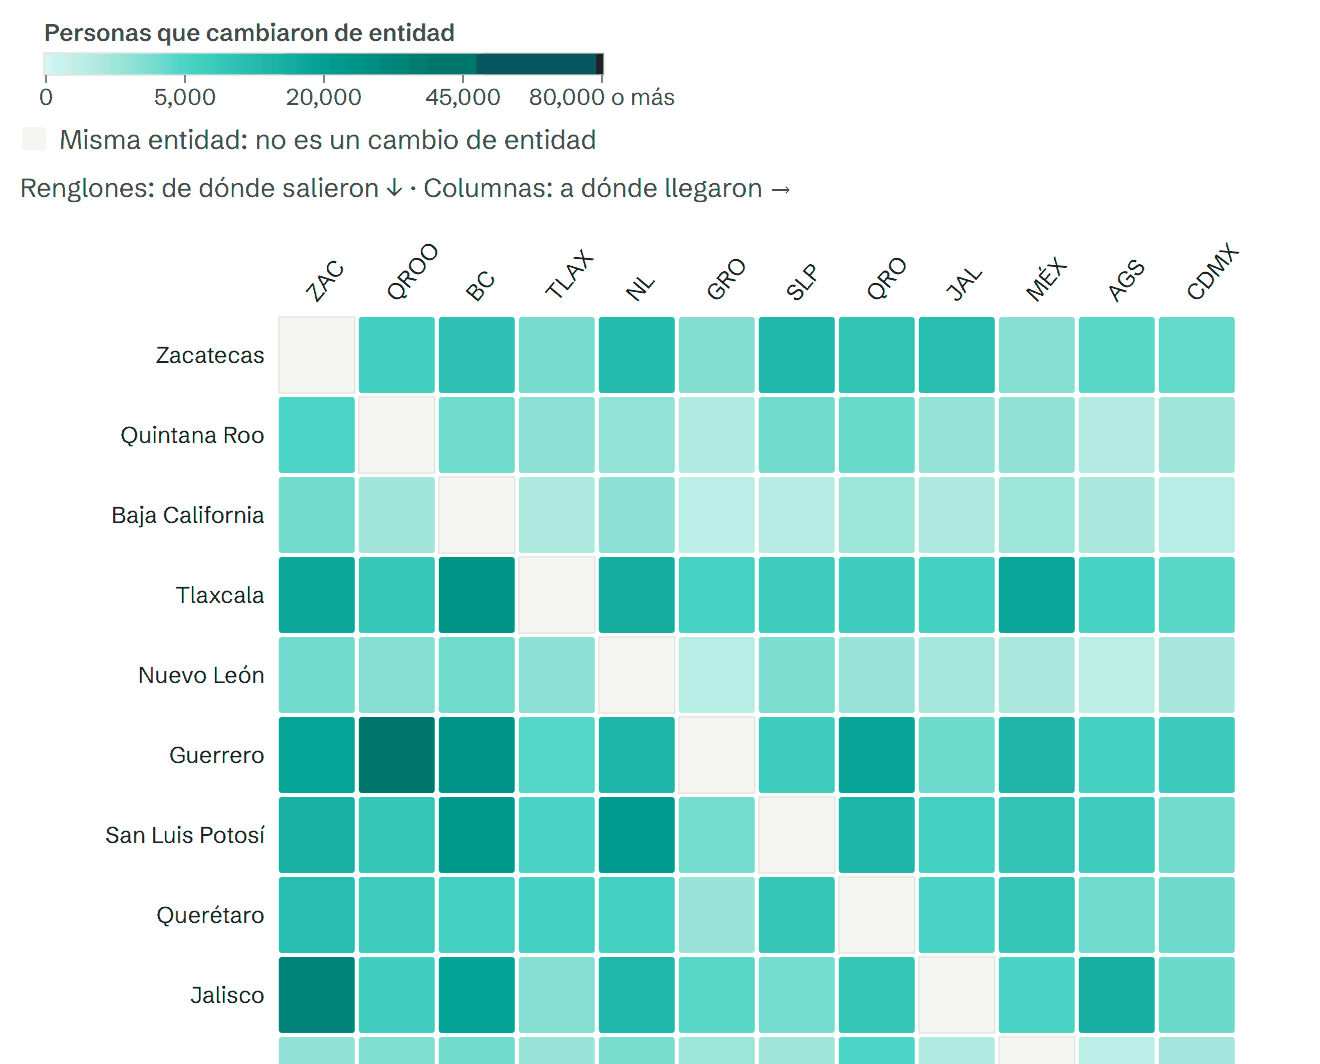 Personas que cambiaron de entidad
0 5,000 20,000 45,000 80,000 o más
Misma entidad: no es un cambio de entidad
Renglones: de dónde salieron ↓ · Columnas: a dónde llegaron →
ZAC QROO BC TLAX NL GRO SLP QRO JAL MÉX AGS CDMX
Zacatecas
Quintana Roo
Baja California
Tlaxcala
Nuevo León
Guerrero
San Luis Potosí
Querétaro
Jalisco